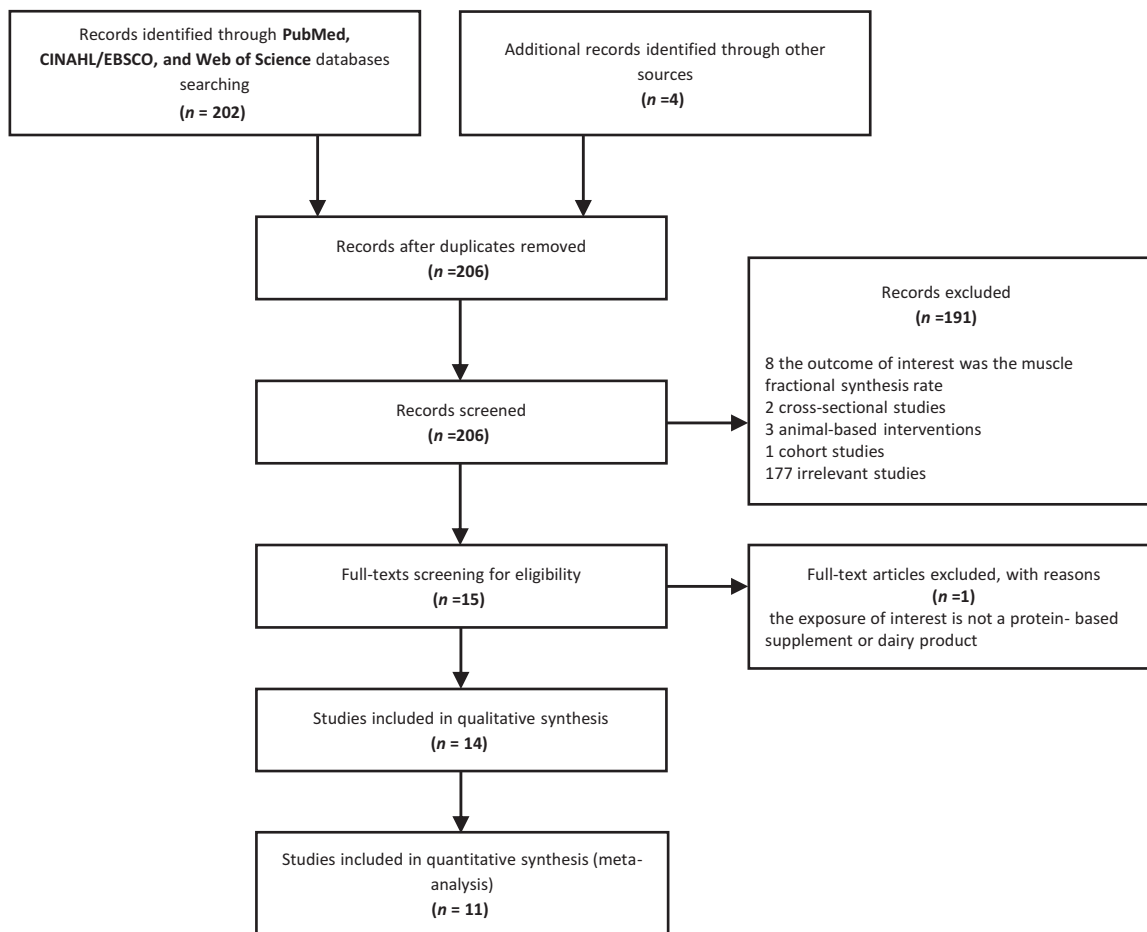 Records identified through PubMed,
CINAHL/EBSCO, and Web of Science databases
searching
(n = 202)
Additional records identified through other
sources
(n =4)
Records after duplicates removed
(n =206)
Records excluded
(n =191)
8 the outcome of interest was the muscle
fractional synthesis rate
2 cross-sectional studies
3 animal-based interventions
1 cohort studies
177 irrelevant studies
Records screened
(n =206)
Full-texts screening for eligibility
(n =15)
Full-text articles excluded, with reasons
(n =1)
the exposure of interest is not a protein- based
supplement or dairy product
Studies included in qualitative synthesis
(n = 14)
Studies included in quantitative synthesis (meta-
analysis)
(n = 11)